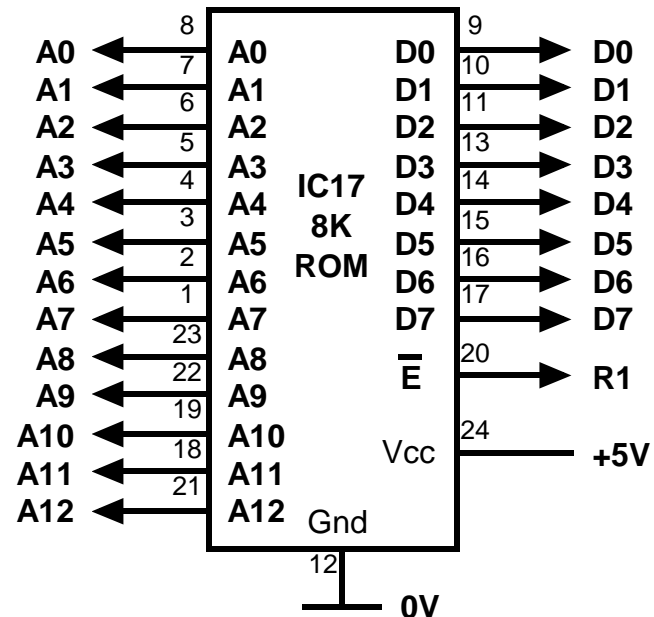 8 9
A0 A0 D0 D0
7 10
A1 A1 D1 D1
6 11
A2 A2 D2 D2
5 13
A3 A3 D3 D3
4 IC17 14
A4 A4 D4 D4
3 8K 15
A5 A5 D5 D5
2 ROM 16
A6 A6 D6 D6
1 17
A7 A7 D7 D7
23
A8 A8 E 20 R1
22
A9 A9
19
A10 A10 Vcc 24 +5V
18
A11 A11
21
A12 A12
Gnd
12
0V